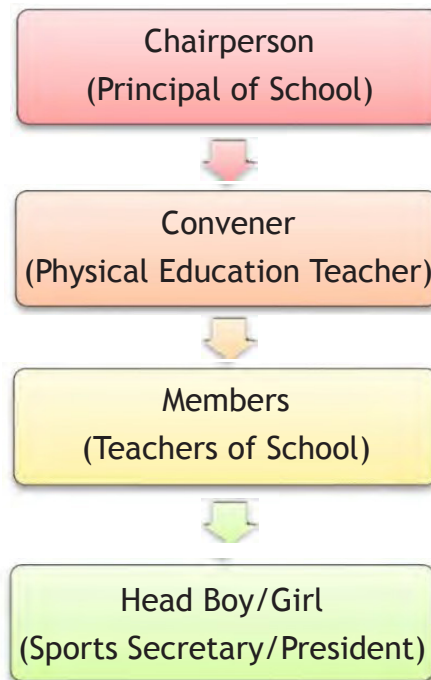 Chairperson
(Principal of School)
Convener
(Physical Education Teacher)
Members
(Teachers of School)
Head Boy/Girl
(Sports Secretary/President)